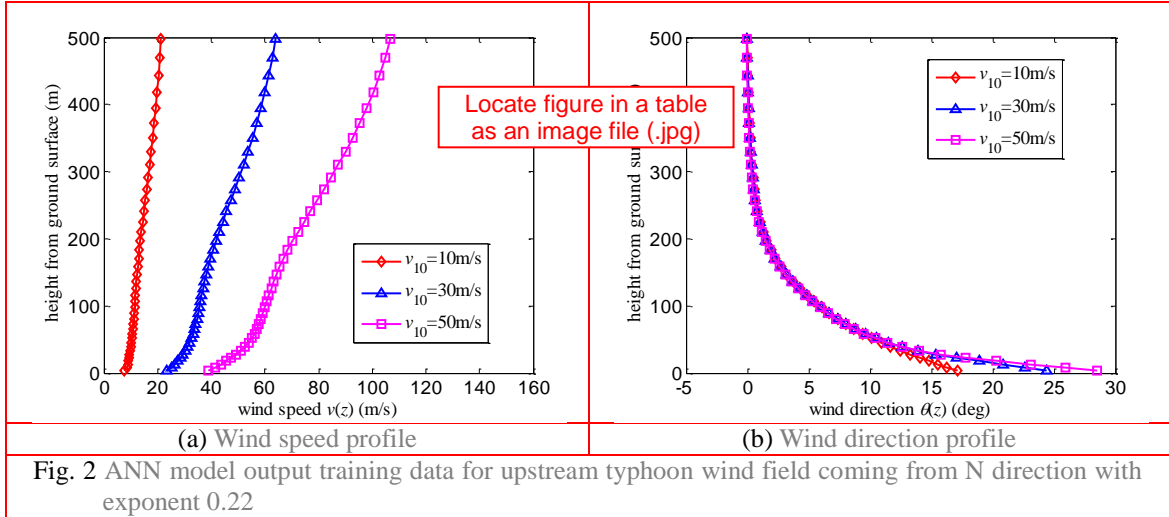 500
400
300
200
100
0
height from ground surface (m)
0 20 40 60 80 100 120 140 160
wind speed v(z) (m/s)
v10=10m/s
v10=30m/s
v10=50m/s
Locate figure in a table
as an image file (.jpg)
500
400
300
200
100
0
height from ground
-5 0 5 10 15 20 25 30
wind direction θ(z) (deg)
v10=10m/s
v10=30m/s
v10=50m/s
(a) Wind speed profile
(b) Wind direction profile
Fig. 2 ANN model output training data for upstream typhoon wind field coming from N direction with
exponent 0.22